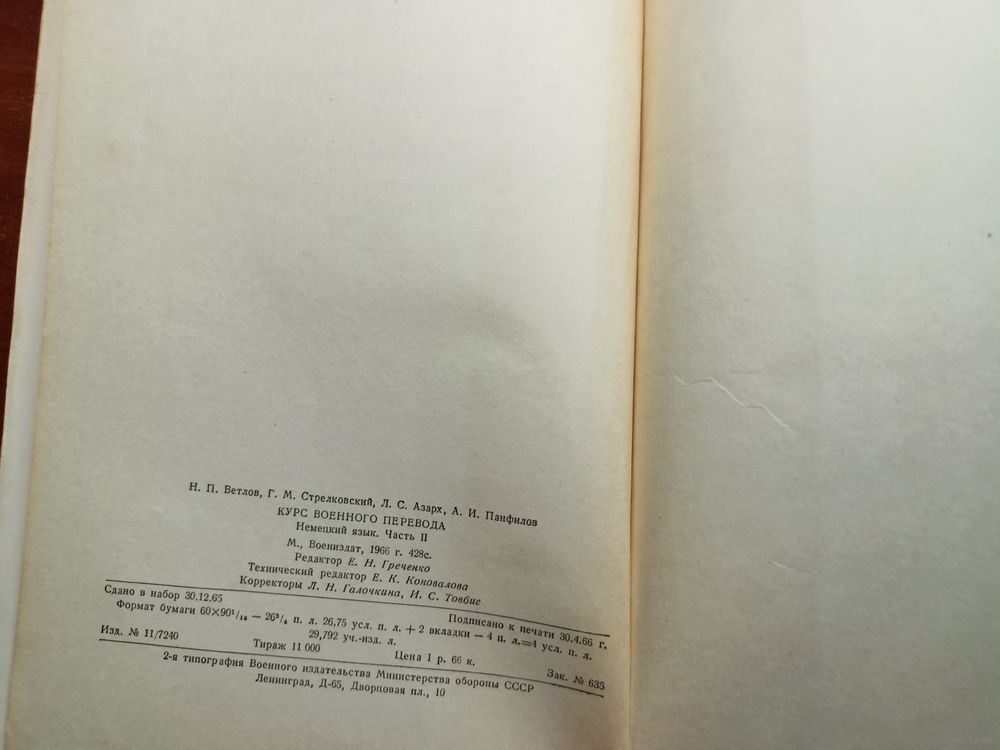 Н. П. Ветлов, Г. М. Стрелковский, Л. С. Азарх, А. И. Панфилов
КУРС ВОЕННОГО ПЕРЕВОДА
Немецкий язык. Часть II
М., Воениздат, 1966 г. 428с.
Редактор Е. Н. Греченко
Технический редактор Е. К. Коновалова
Корректоры Л. Н. Галочкина, И. С. Товбис
Сдано в набор 30.12.65 Подписано к печати 30.4.66 г.
Формат бумаги 60×90¹/₁₆ — 26³/₄ п. л. 26,75 усл. п. л. + 2 вкладки — 4 п. л.=4 усл. п. л.
29,792 уч.-изд. л.
Изд. № 11/7240 Тираж 11 000 Цена 1 р. 66 к. Зак. № 635
2-я типография Военного издательства Министерства обороны СССР
Ленинград, Д-65, Дворцовая пл., 10